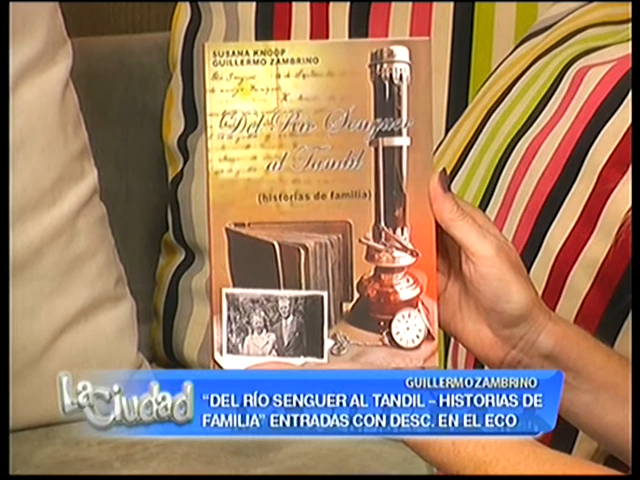 SUSANA KNOOP
GUILLERMO ZAMBRINO
Del Río Senguer
al Tandil
(historias de familia)
GUILLERMO ZAMBRINO
La Ciudad
"DEL RÍO SENGUER AL TANDIL – HISTORIAS DE
FAMILIA" ENTRADAS CON DESC. EN EL ECO